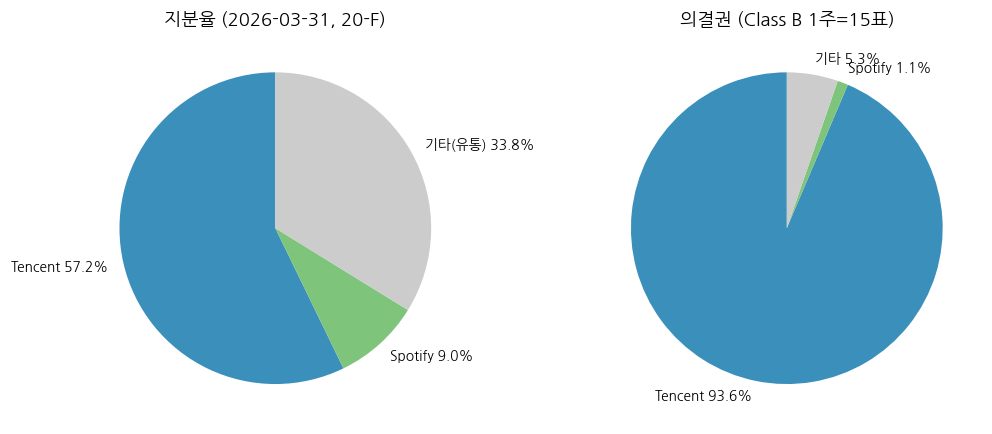 지분율 (2026-03-31, 20-F)
기타(유통) 33.8%
Tencent 57.2%
Spotify 9.0%
의결권 (Class B 1주=15표)
기타 5.3%
Spotify 1.1%
Tencent 93.6%